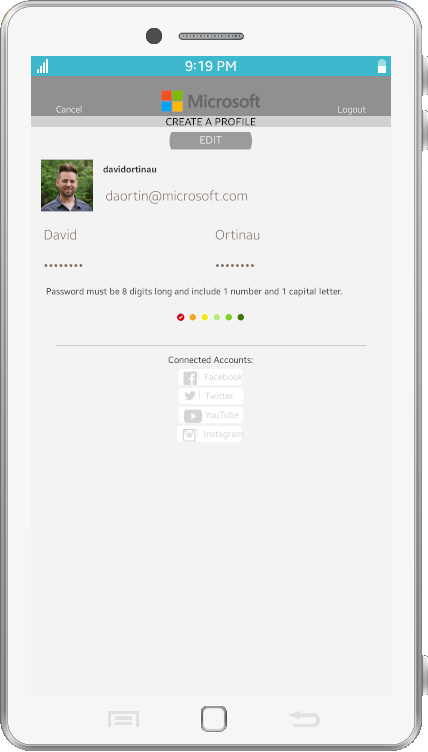 9:19 PM
Cancel Microsoft Logout
CREATE A PROFILE
EDIT
davidortinau
daortin@microsoft.com
David Ortinau
•••••••• ••••••••
Password must be 8 digits long and include 1 number and 1 capital letter.
Connected Accounts:
Facebook
Twitter
YouTube
Instagram